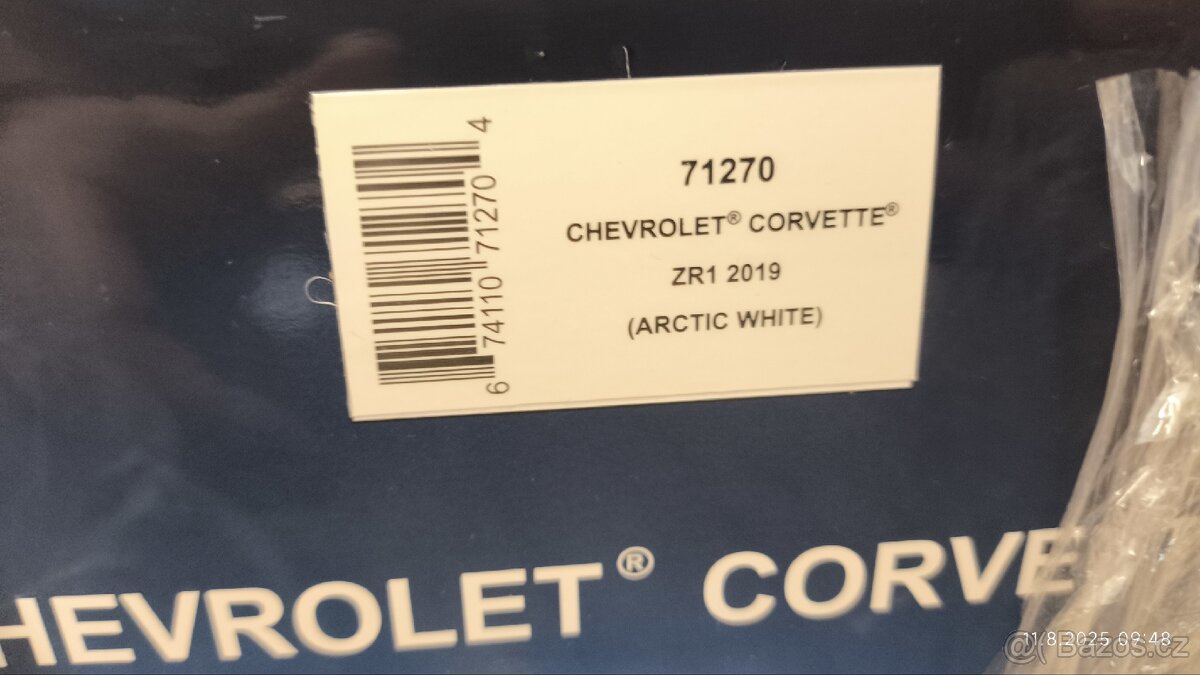 6 74110 71270 4
71270
CHEVROLET® CORVETTE®
ZR1 2019
(ARCTIC WHITE)
HEVROLET® CORVE
11.8.2025 09:48
@Bazos.cz